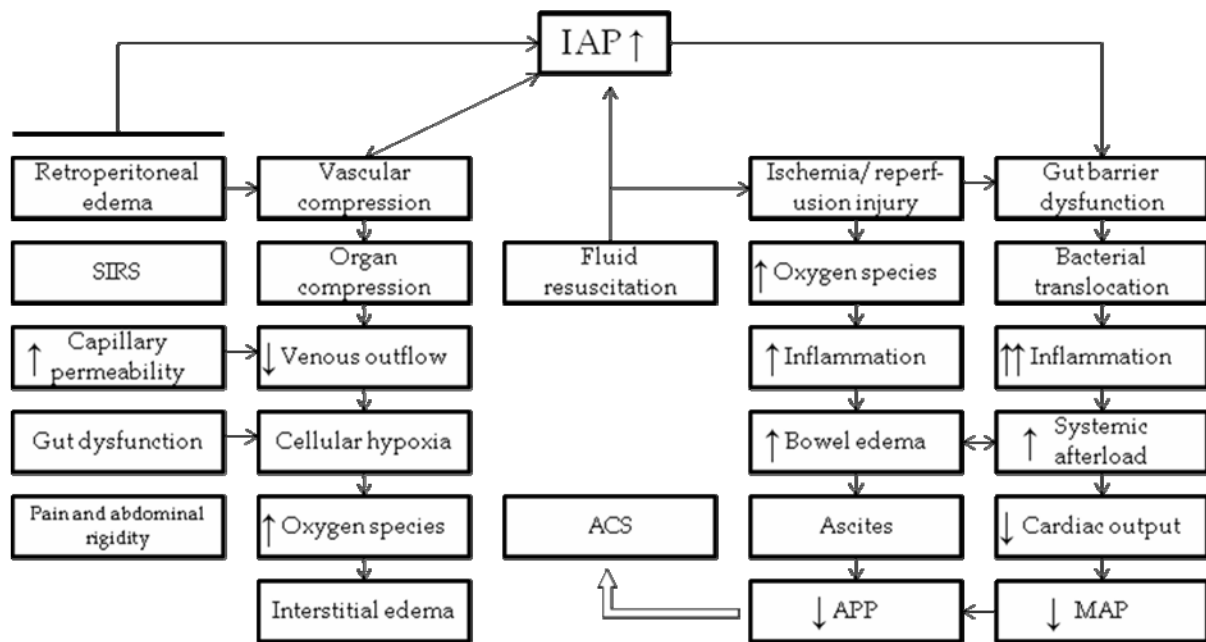 IAP ↑
Retroperitoneal
edema
Vascular
compression
Ischemia/ reperf-
usion injury
Gut barrier
dysfunction
SIRS
Organ
compression
Fluid
resuscitation
↑ Oxygen species
Bacterial
translocation
↑ Capillary
permeability
↓ Venous outflow
↑ Inflammation
↑↑ Inflammation
Gut dysfunction
Cellular hypoxia
↑ Bowel edema
↑ Systemic
afterload
Pain and abdominal
rigidity
↑ Oxygen species
ACS
Ascites
↓ Cardiac output
Interstitial edema
↓ APP
↓ MAP